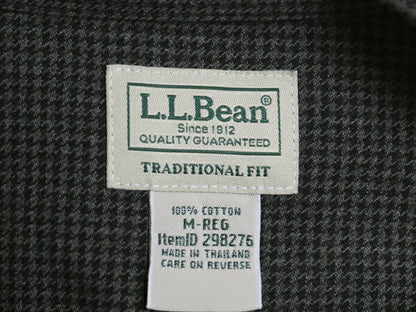 L.L.Bean®
Since 1912
QUALITY GUARANTEED
TRADITIONAL FIT
100% COTTON
M-REG
ItemID 298276
MADE IN THAILAND
CARE ON REVERSE